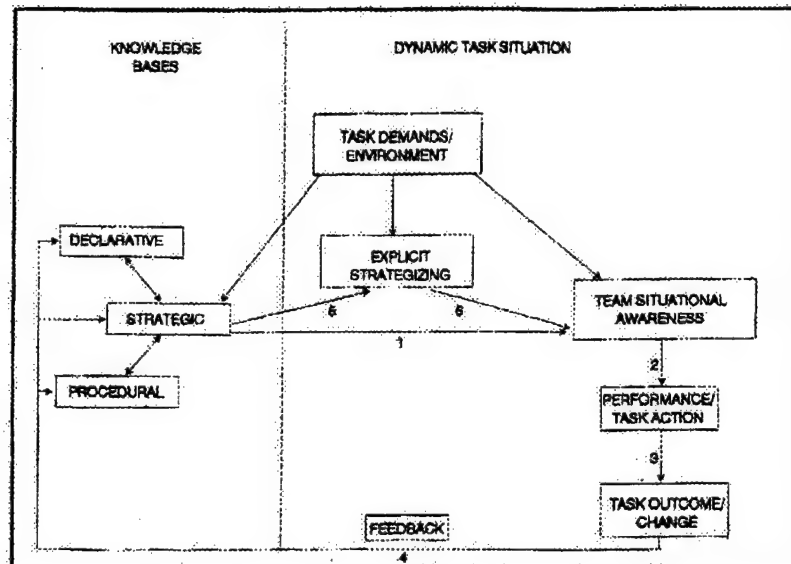 KNOWLEDGE
BASES
DYNAMIC TASK SITUATION
TASK DEMANDS/
ENVIRONMENT
DECLARATIVE
EXPLICIT
STRATEGIZING
STRATEGIC
TEAM SITUATIONAL
AWARENESS
5
6
1
2
PROCEDURAL
PERFORMANCE/
TASK ACTION
3
TASK OUTCOME/
CHANGE
FEEDBACK
4